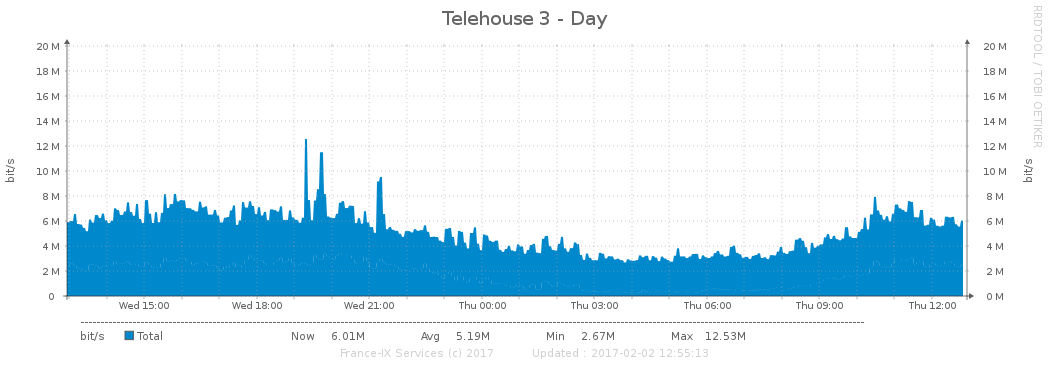 Telehouse 3 - Day
RRDTOOL / TOBI OETIKER
bit/s
bit/s
20 M 20 M
18 M 18 M
16 M 16 M
14 M 14 M
12 M 12 M
10 M 10 M
8 M 8 M
6 M 6 M
4 M 4 M
2 M 2 M
0 0 M
Wed 15:00 Wed 18:00 Wed 21:00 Thu 00:00 Thu 03:00 Thu 06:00 Thu 09:00 Thu 12:00
bit/s Total Now 6.01M Avg 5.19M Min 2.67M Max 12.53M
France-IX Services (c) 2017 Updated : 2017-02-02 12:55:13